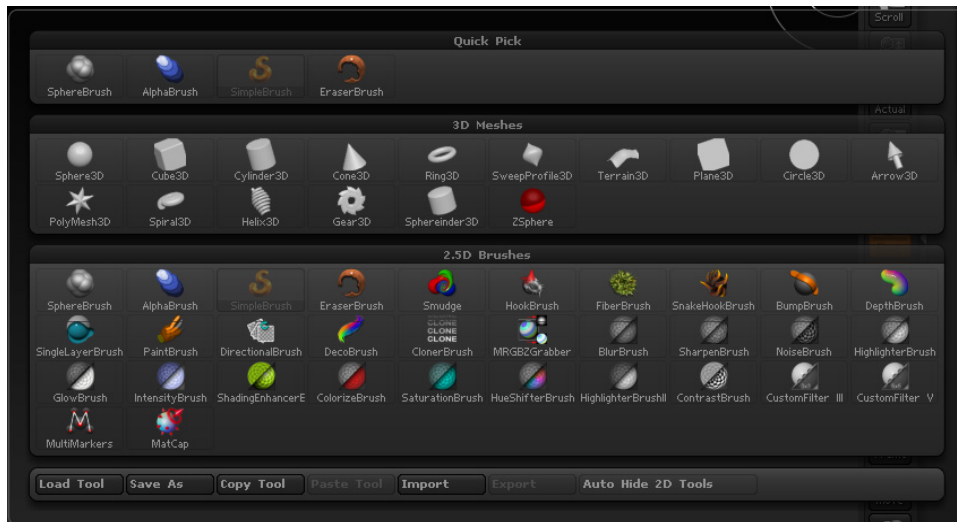 Scroll
Quick Pick
SphereBrush AlphaBrush SimpleBrush EraserBrush
Actual
3D Meshes
Sphere3D Cube3D Cylinder3D Cone3D Ring3D SweepProfile3D Terrain3D Plane3D Circle3D Arrow3D
PolyMesh3D Spiral3D Helix3D Gear3D Sphereinder3D ZSphere
2.5D Brushes
SphereBrush AlphaBrush SimpleBrush EraserBrush Smudge HookBrush FiberBrush SnakeHookBrush BumpBrush DepthBrush
CLONE
CLONE
CLONE
SingleLayerBrush PaintBrush DirectionalBrush DecoBrush ClonerBrush MRGBZGrabber BlurBrush SharpenBrush NoiseBrush HighlighterBrush
GlowBrush IntensityBrush ShadingEnhancerE ColorizeBrush SaturationBrush HueShifterBrush HighlighterBrushII ContrastBrush CustomFilter III CustomFilter V
MultiMarkers MatCap
Load Tool Save As Copy Tool Paste Tool Import Export Auto Hide 2D Tools
Move